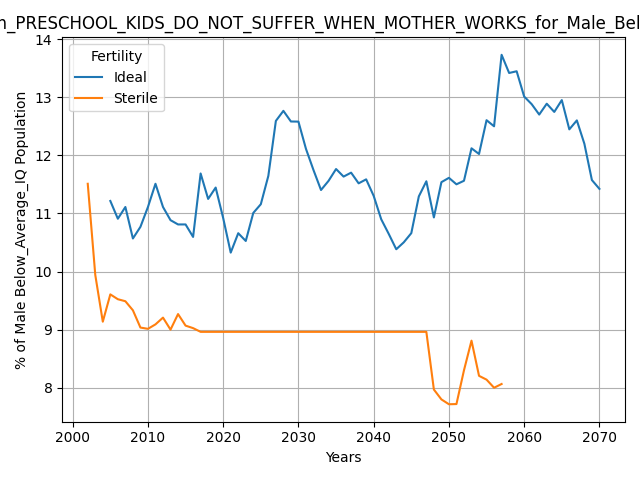 n_PRESCHOOL_KIDS_DO_NOT_SUFFER_WHEN_MOTHER_WORKS_for_Male_Bel
Fertility
Ideal
Sterile
% of Male Below_Average_IQ Population
14
13
12
11
10
9
8
2000 2010 2020 2030 2040 2050 2060 2070
Years